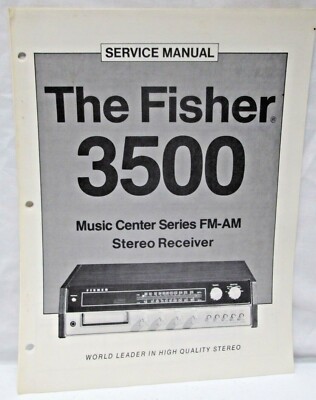 SERVICE MANUAL
The Fisher®
3500
Music Center Series FM-AM
Stereo Receiver
FISHER
WORLD LEADER IN HIGH QUALITY STEREO